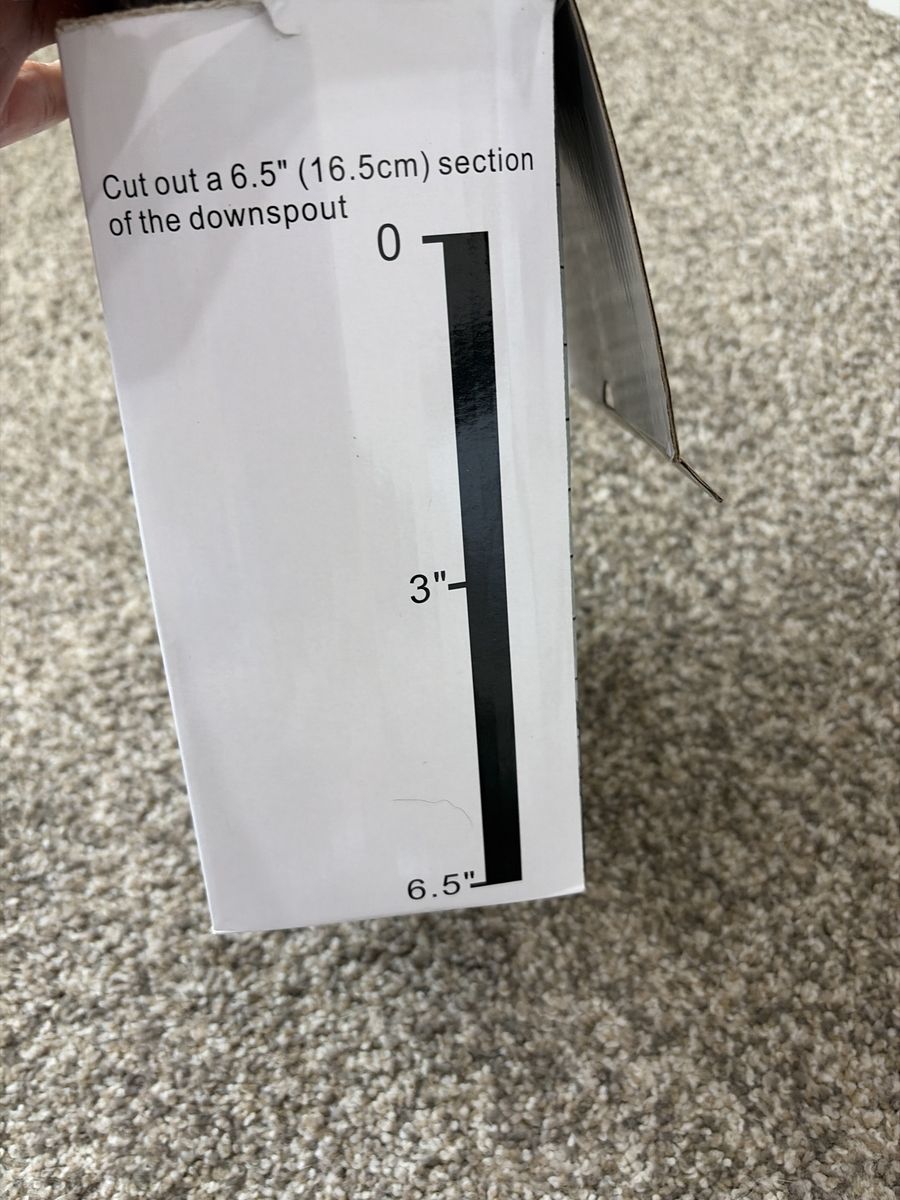 Cut out a 6.5" (16.5cm) section
of the downspout
0
3"
6.5"